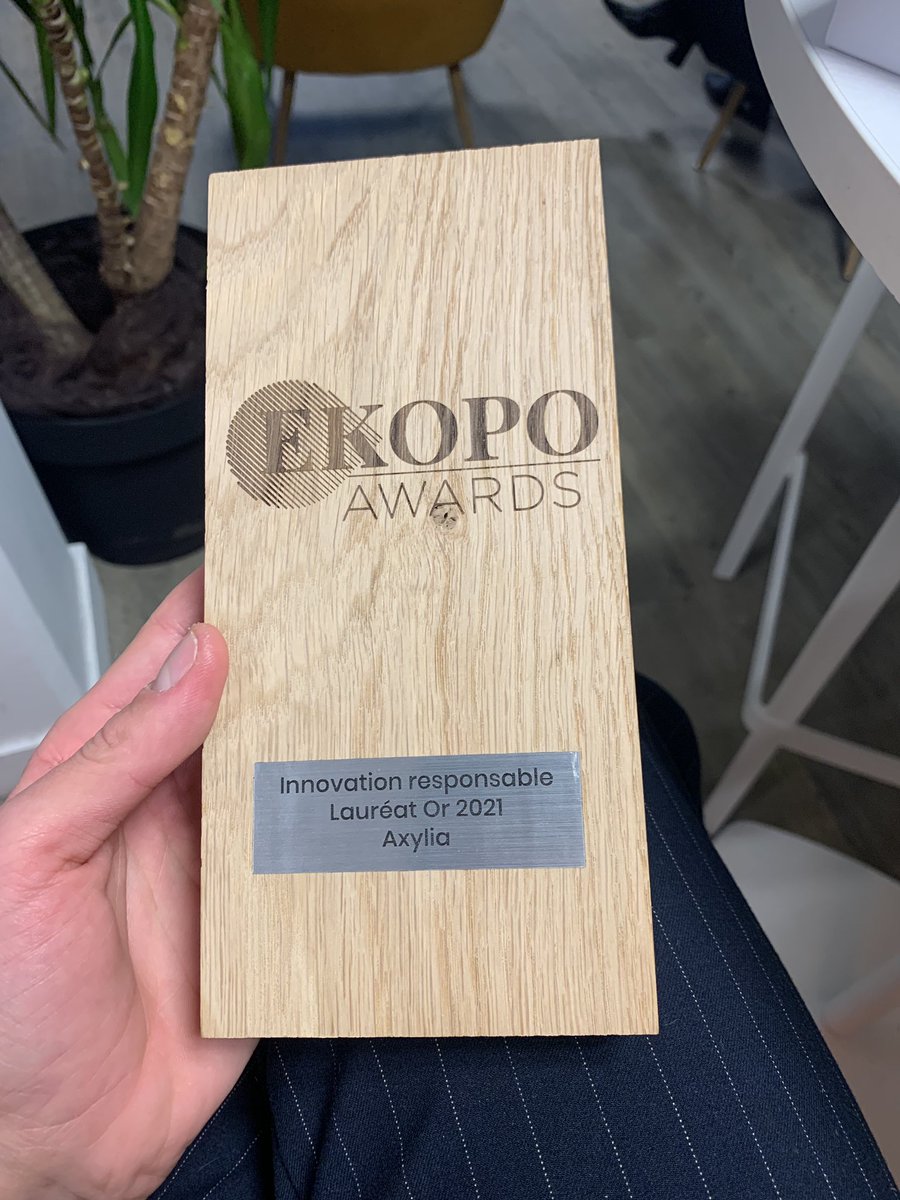 EKOPO
AWARDS
Innovation responsable
Lauréat Or 2021
Axylia